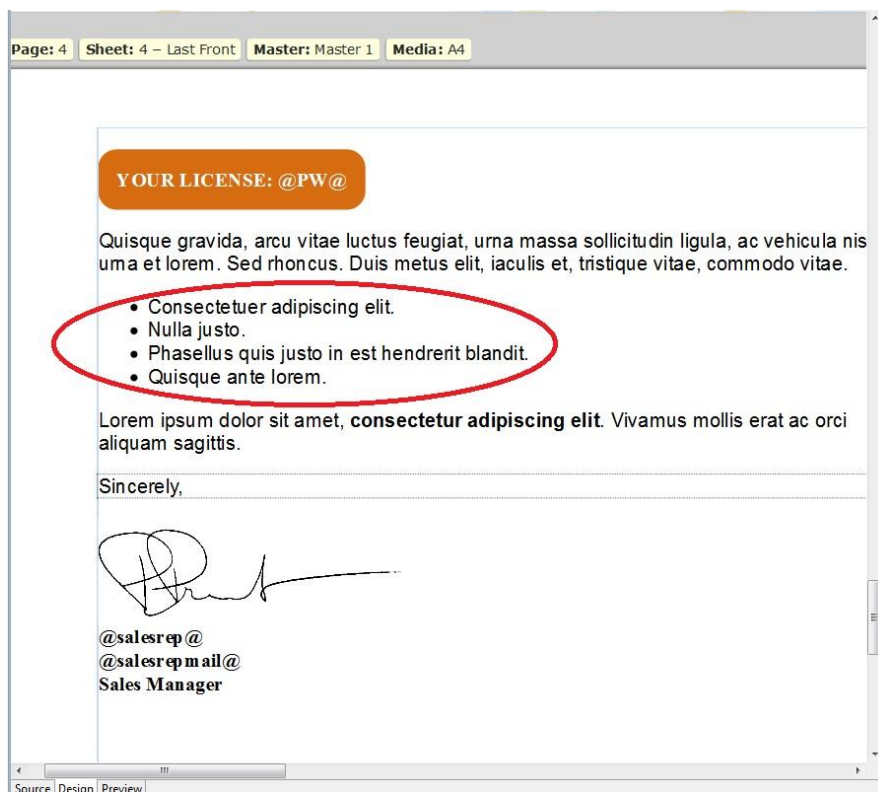 Page: 4 Sheet: 4 – Last Front Master: Master 1 Media: A4
YOUR LICENSE: @PW@
Quisque gravida, arcu vitae luctus feugiat, urna massa sollicitudin ligula, ac vehicula nis
urna et lorem. Sed rhoncus. Duis metus elit, iaculis et, tristique vitae, commodo vitae.
• Consectetuer adipiscing elit.
• Nulla justo.
• Phasellus quis justo in est hendrerit blandit.
• Quisque ante lorem.
Lorem ipsum dolor sit amet, consectetur adipiscing elit. Vivamus mollis erat ac orci
aliquam sagittis.
Sincerely,
@salesrep@
@salesrepmail@
Sales Manager
Source Design Preview